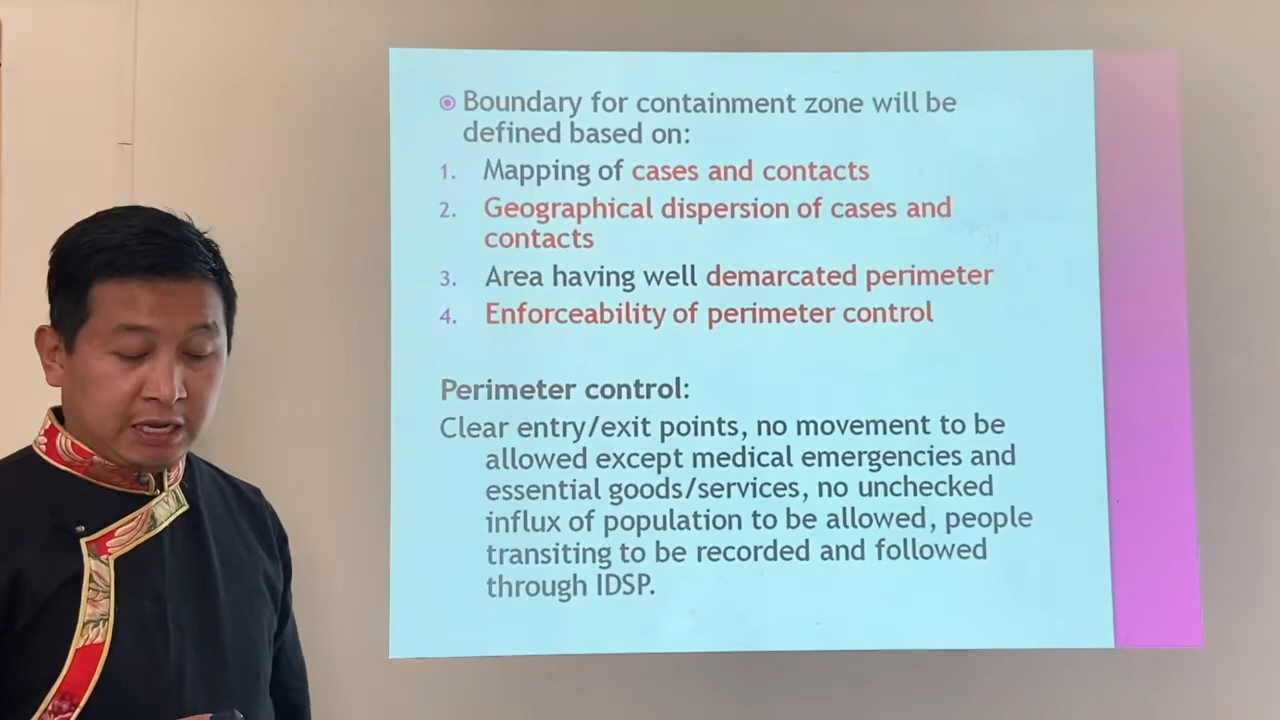 Boundary for containment zone will be
defined based on:
1. Mapping of cases and contacts
2. Geographical dispersion of cases and
contacts
3. Area having well demarcated perimeter
4. Enforceability of perimeter control
Perimeter control:
Clear entry/exit points, no movement to be
allowed except medical emergencies and
essential goods/services, no unchecked
influx of population to be allowed, people
transiting to be recorded and followed
through IDSP.